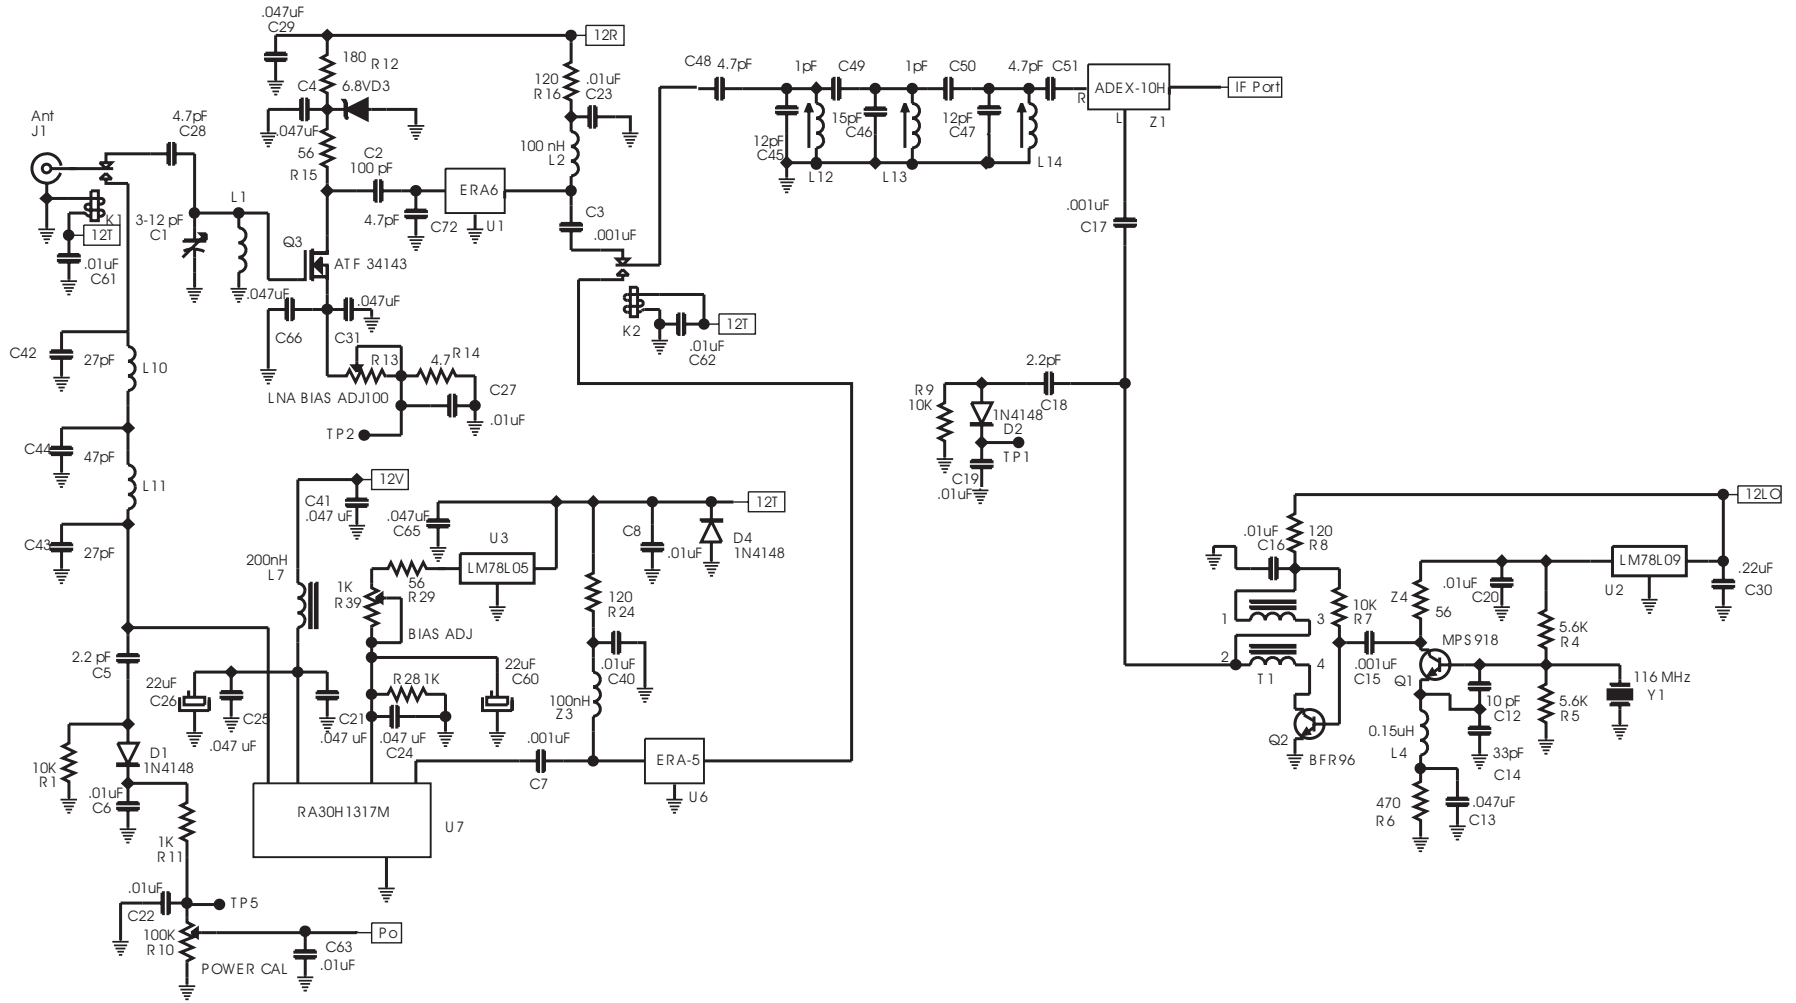 .047uF
C29
12R
180 R12
C4
6.8VD3
.047uF
56
R15
120
R16
.01uF
C23
100 nH
L2
Ant
J1
4.7pF
C28
K1
12T
.01uF
C61
3-12 pF
C1
L1
Q3
ATF 34143
C2
100 pF
4.7pF
C72
ERA6
U1
C3
.001uF
.047uF
C66
.047uF
C31
R13
4.7 R14
LNA BIAS ADJ100
C27
.01uF
TP2
K2
12T
.01uF
C62
C48 4.7pF
1pF C49
1pF C50
4.7pF C51
ADEX-10H
R
L
Z1
IF Port
12pF
C45
15pF
C46
12pF
C47
L12
L13
L14
.001uF
C17
2.2pF
C18
R9
10K
1N4148
D2
TP1
C19
.01uF
C42
27pF
L10
C44
47pF
L11
C43
27pF
2.2 pF
C5
D1
1N4148
10K
R1
.01uF
C6
1K
R11
.01uF
C22
TP5
100K
R10
POWER CAL
Po
C63
.01uF
12V
C41
.047 uF
200nH
L7
22uF
C26
C25
.047 uF
C21
.047 uF
RA30H1317M
U7
.047uF
C65
U3
LM78L05
56
R29
1K
R39
BIAS ADJ
R28 1K
.047 uF
C24
22uF
C60
12T
C8
.01uF
D4
1N4148
120
R24
.01uF
C40
100nH
Z3
.001uF
C7
ERA-5
U6
12LO
.01uF
C16
120
R8
1
3
2
4
T1
10K
R7
.001uF
C15
Q2
BFR96
Z4
56
MPS918
Q1
.01uF
C20
LM78L09
U2
.22uF
C30
5.6K
R4
5.6K
R5
116 MHz
Y1
10 pF
C12
33pF
C14
0.15uH
L4
470
R6
.047uF
C13